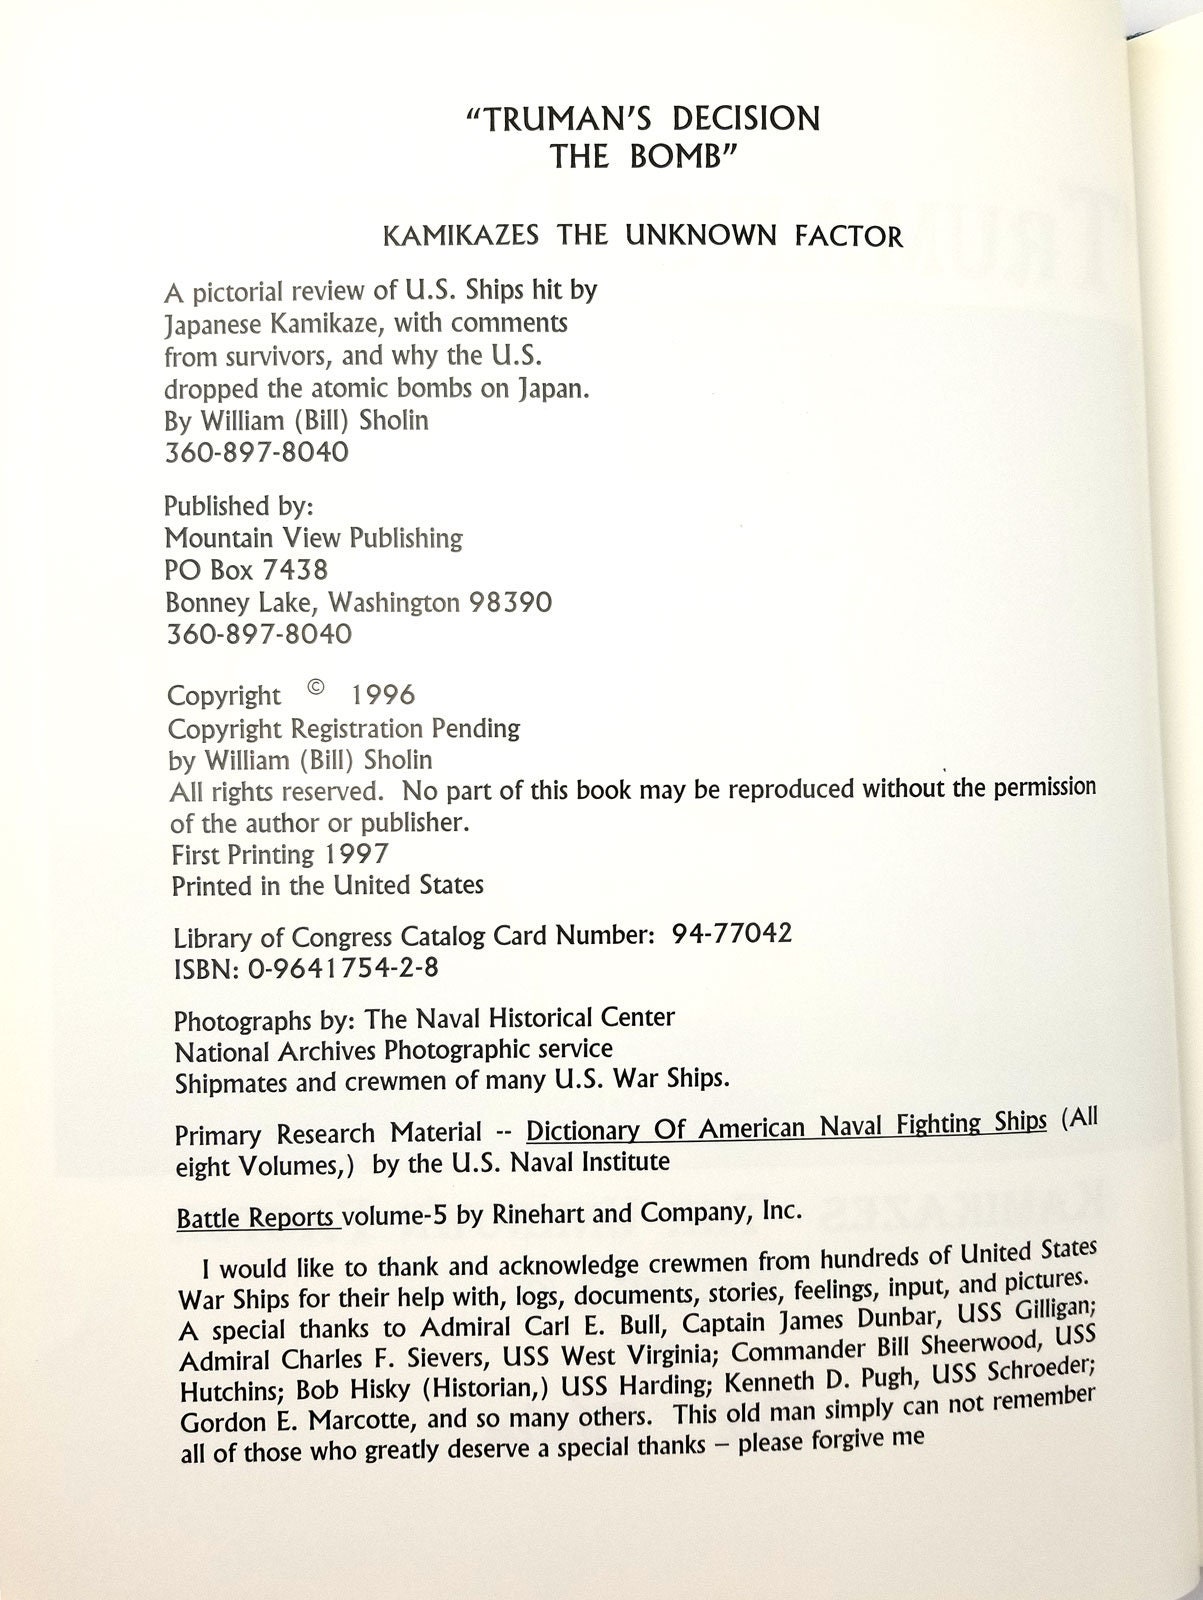 “TRUMAN’S DECISION
THE BOMB”
KAMIKAZES THE UNKNOWN FACTOR
A pictorial review of U.S. Ships hit by
Japanese Kamikaze, with comments
from survivors, and why the U.S.
dropped the atomic bombs on Japan.
By William (Bill) Sholin
360-897-8040
Published by:
Mountain View Publishing
PO Box 7438
Bonney Lake, Washington 98390
360-897-8040
Copyright © 1996
Copyright Registration Pending
by William (Bill) Sholin
All rights reserved. No part of this book may be reproduced without the permission
of the author or publisher.
First Printing 1997
Printed in the United States
Library of Congress Catalog Card Number: 94-77042
ISBN: 0-9641754-2-8
Photographs by: The Naval Historical Center
National Archives Photographic service
Shipmates and crewmen of many U.S. War Ships.
Primary Research Material -- Dictionary Of American Naval Fighting Ships (All
eight Volumes,) by the U.S. Naval Institute
Battle Reports volume-5 by Rinehart and Company, Inc.
I would like to thank and acknowledge crewmen from hundreds of United States
War Ships for their help with, logs, documents, stories, feelings, input, and pictures.
A special thanks to Admiral Carl E. Bull, Captain James Dunbar, USS Gilligan;
Admiral Charles F. Sievers, USS West Virginia; Commander Bill Sheerwood, USS
Hutchins; Bob Hisky (Historian,) USS Harding; Kenneth D. Pugh, USS Schroeder;
Gordon E. Marcotte, and so many others. This old man simply can not remember
all of those who greatly deserve a special thanks – please forgive me